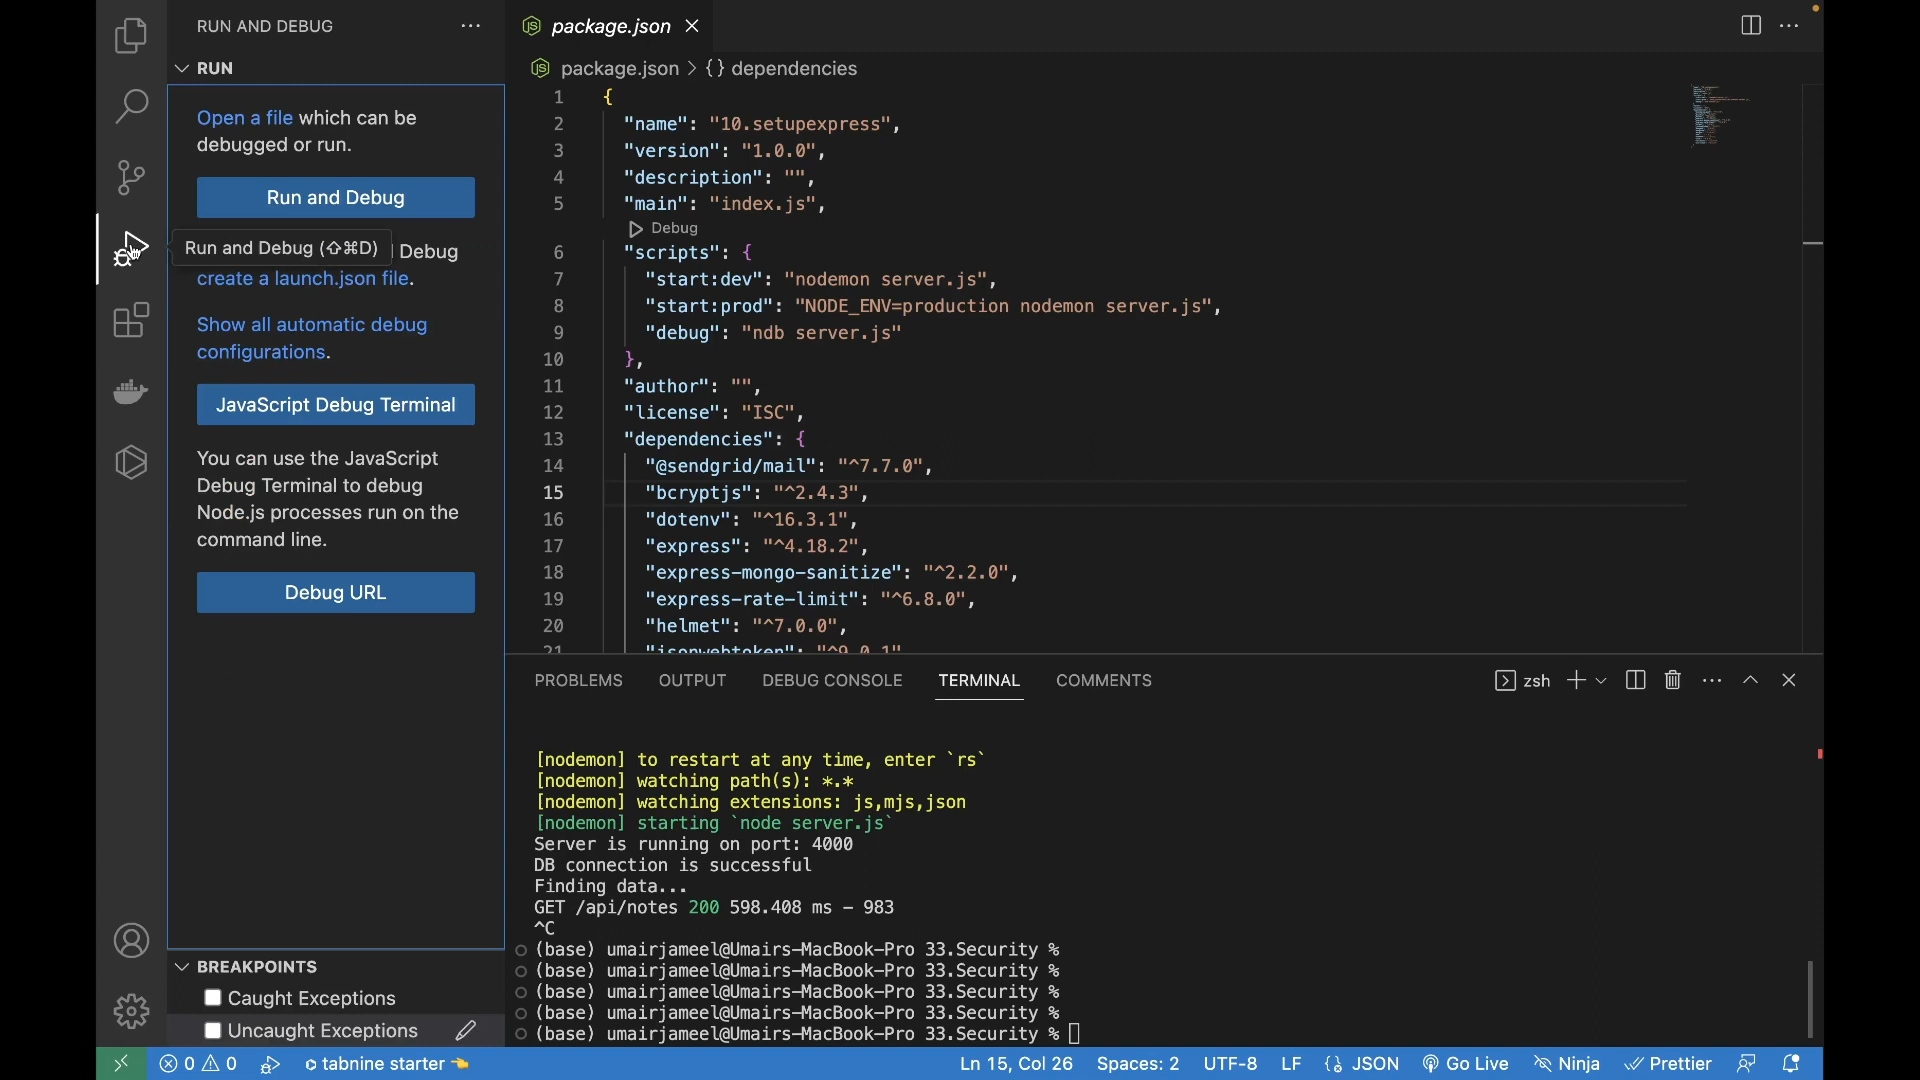 RUN AND DEBUG
RUN
Open a file which can be
debugged or run.
Run and Debug
Run and Debug (⇧⌘D)
Debug
create a launch.json file.
Show all automatic debug
configurations.
JavaScript Debug Terminal
You can use the JavaScript
Debug Terminal to debug
Node.js processes run on the
command line.
Debug URL
BREAKPOINTS
Caught Exceptions
Uncaught Exceptions
package.json
package.json > {} dependencies
1 {
2 "name": "10.setupexpress",
3 "version": "1.0.0",
4 "description": "",
5 "main": "index.js",
Debug
6 "scripts": {
7 "start:dev": "nodemon server.js",
8 "start:prod": "NODE_ENV=production nodemon server.js",
9 "debug": "ndb server.js"
10 },
11 "author": "",
12 "license": "ISC",
13 "dependencies": {
14 "@sendgrid/mail": "^7.7.0",
15 "bcryptjs": "^2.4.3",
16 "dotenv": "^16.3.1",
17 "express": "^4.18.2",
18 "express-mongo-sanitize": "^2.2.0",
19 "express-rate-limit": "^6.8.0",
20 "helmet": "^7.0.0",
21 "jsonwebtoken": "^9.0.1"
PROBLEMS OUTPUT DEBUG CONSOLE TERMINAL COMMENTS
zsh
[nodemon] to restart at any time, enter `rs`
[nodemon] watching path(s): *.*
[nodemon] watching extensions: js,mjs,json
[nodemon] starting `node server.js`
Server is running on port: 4000
DB connection is successful
Finding data...
GET /api/notes 200 598.408 ms - 983
^C
(base) umairjameel@Umairs-MacBook-Pro 33.Security %
(base) umairjameel@Umairs-MacBook-Pro 33.Security %
(base) umairjameel@Umairs-MacBook-Pro 33.Security %
(base) umairjameel@Umairs-MacBook-Pro 33.Security %
(base) umairjameel@Umairs-MacBook-Pro 33.Security %
0 0 tabnine starter 👈 Ln 15, Col 26 Spaces: 2 UTF-8 LF {} JSON Go Live Ninja Prettier